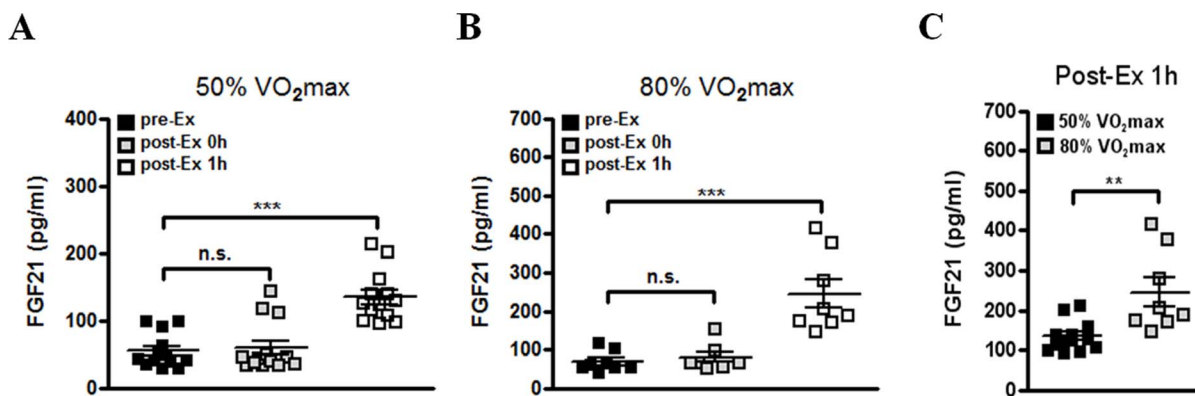 A
50% VO₂max
FGF21 (pg/ml)
400
300
200
100
0
pre-Ex
post-Ex 0h
post-Ex 1h
***
n.s.
B
80% VO₂max
FGF21 (pg/ml)
700
600
500
400
300
200
100
0
pre-Ex
post-Ex 0h
post-Ex 1h
***
n.s.
C
Post-Ex 1h
FGF21 (pg/ml)
700
600
500
400
300
200
100
0
50% VO₂max
80% VO₂max
**